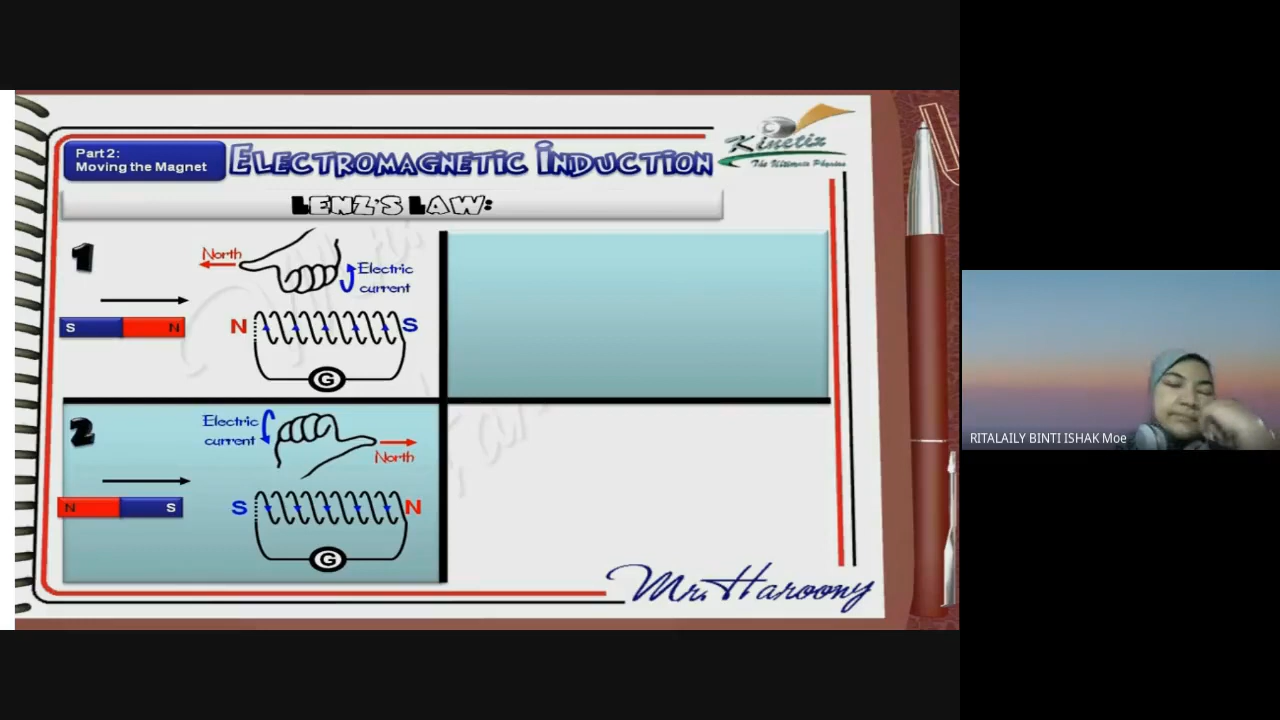 Part 2:
Moving the Magnet
ELECTROMAGNETIC INDUCTION
Kinetix
The Ultimate Physics
LENZ'S LAW:
1
North
Electric
current
S N
N S
G
2
Electric
current
North
N S
S N
G
Mr. Haroony
RITALAILY BINTI ISHAK Moe